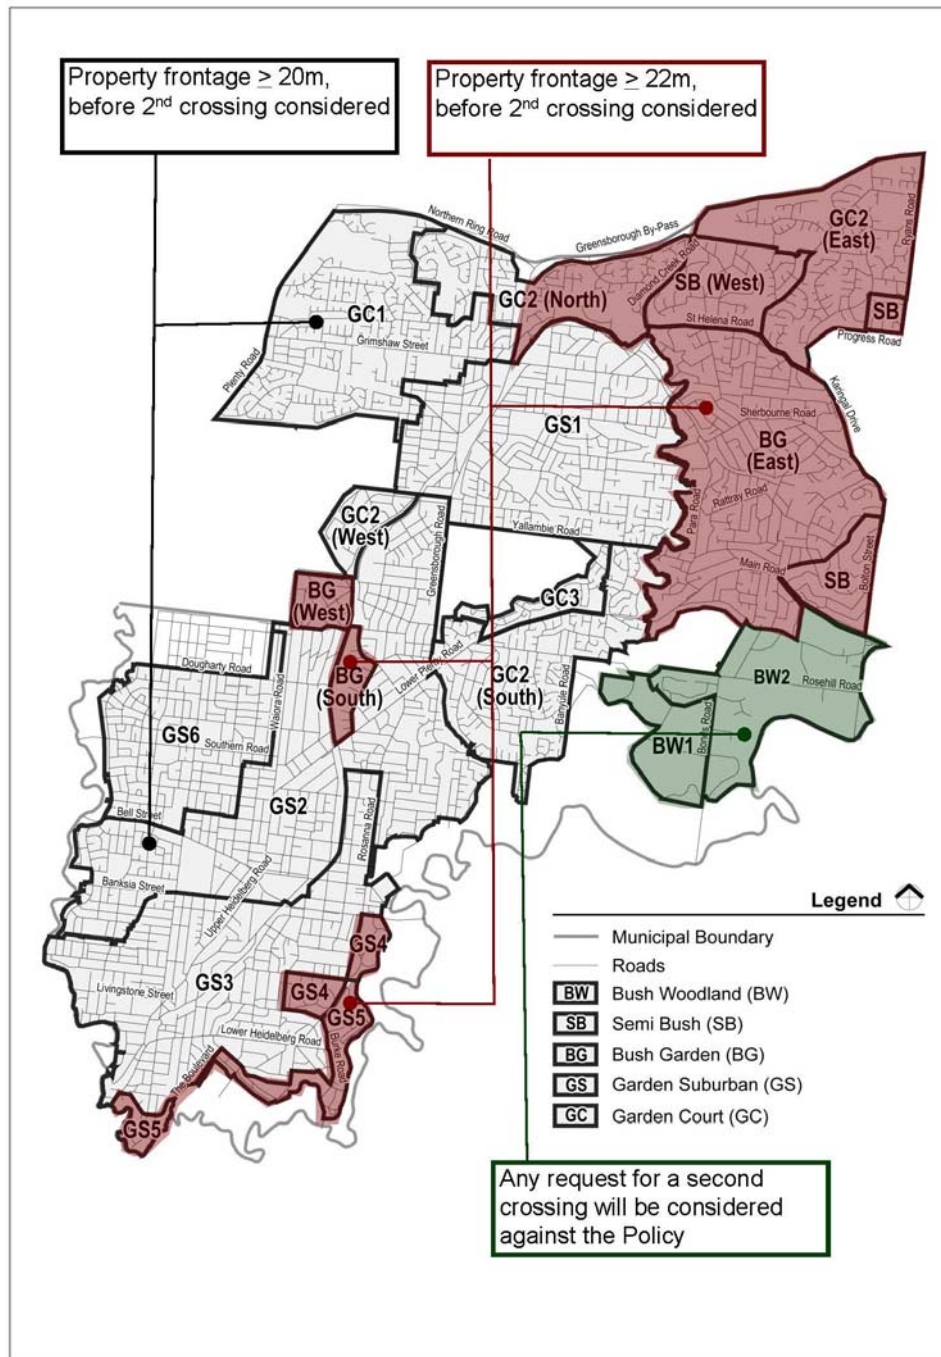 Property frontage ≥ 20m,
before 2nd crossing considered
Property frontage ≥ 22m,
before 2nd crossing considered
Northern Ring Road
Greensborough By-Pass
GC2
(East)
Ryans Road
Diamond Creek Road
SB (West)
GC2 (North)
SB
GC1
St Helena Road
Progress Road
Grimshaw Street
Plenty Road
Karingal Drive
Sherbourne Road
GS1
BG
(East)
Rattray Road
Para Road
GC2
(West)
Greensborough Road
Yallambie Road
Main Road
Bolton Street
SB
BG
(West)
GC3
Dougharty Road
Lower Plenty Road
BG
(South)
GC2
(South)
Banyule Road
Waiora Road
BW2
Rosehill Road
GS6
Southern Road
BW1
Bonds Road
GS2
Bell Street
Rosanna Road
Banksia Street
Upper Heidelberg Road
Legend
Municipal Boundary
Roads
BW Bush Woodland (BW)
SB Semi Bush (SB)
BG Bush Garden (BG)
GS Garden Suburban (GS)
GC Garden Court (GC)
GS4
GS3
GS4
Livingstone Street
GS5
Lower Heidelberg Road
Burke Road
The Boulevard
GS5
Any request for a second
crossing will be considered
against the Policy